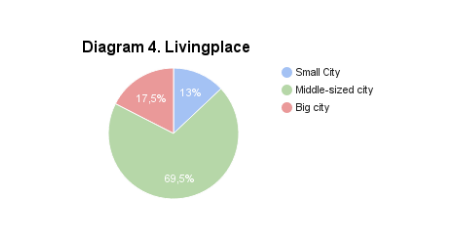 Diagram 4. Livingplace
Small City
Middle-sized city
Big city
13%
17,5%
69,5%